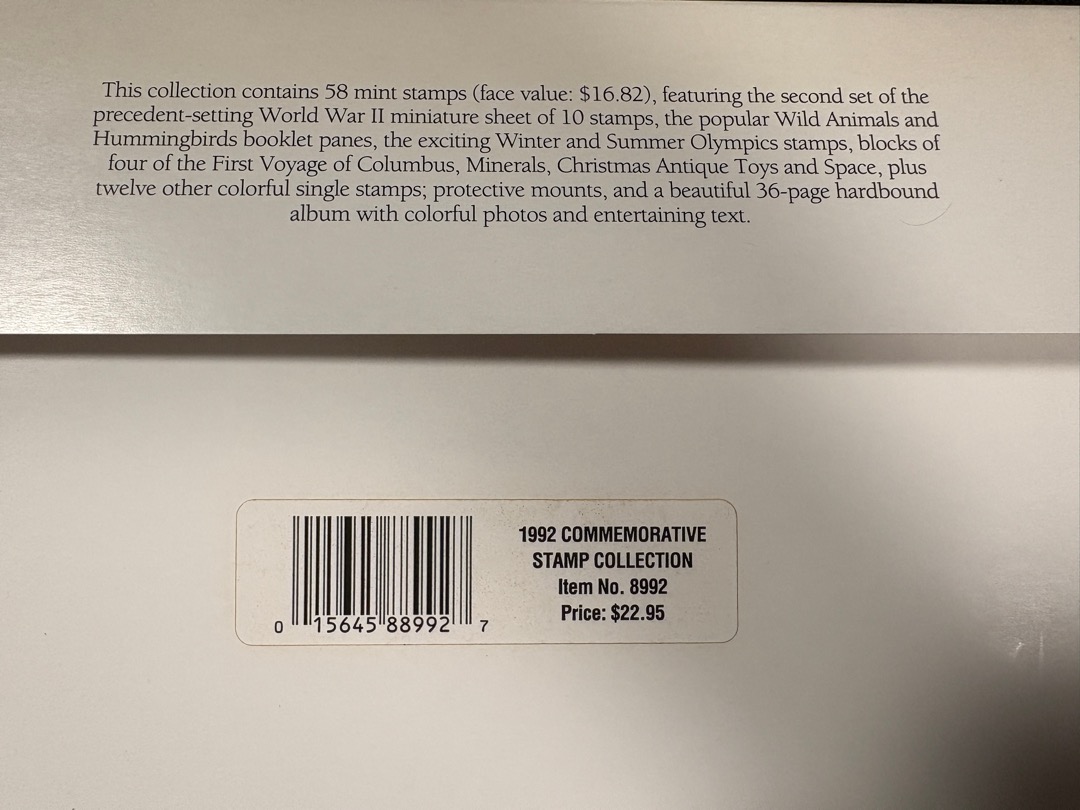 This collection contains 58 mint stamps (face value: $16.82), featuring the second set of the
precedent-setting World War II miniature sheet of 10 stamps, the popular Wild Animals and
Hummingbirds booklet panes, the exciting Winter and Summer Olympics stamps, blocks of
four of the First Voyage of Columbus, Minerals, Christmas Antique Toys and Space, plus
twelve other colorful single stamps; protective mounts, and a beautiful 36-page hardbound
album with colorful photos and entertaining text.
1992 COMMEMORATIVE
STAMP COLLECTION
Item No. 8992
Price: $22.95
0 15645 88992 7